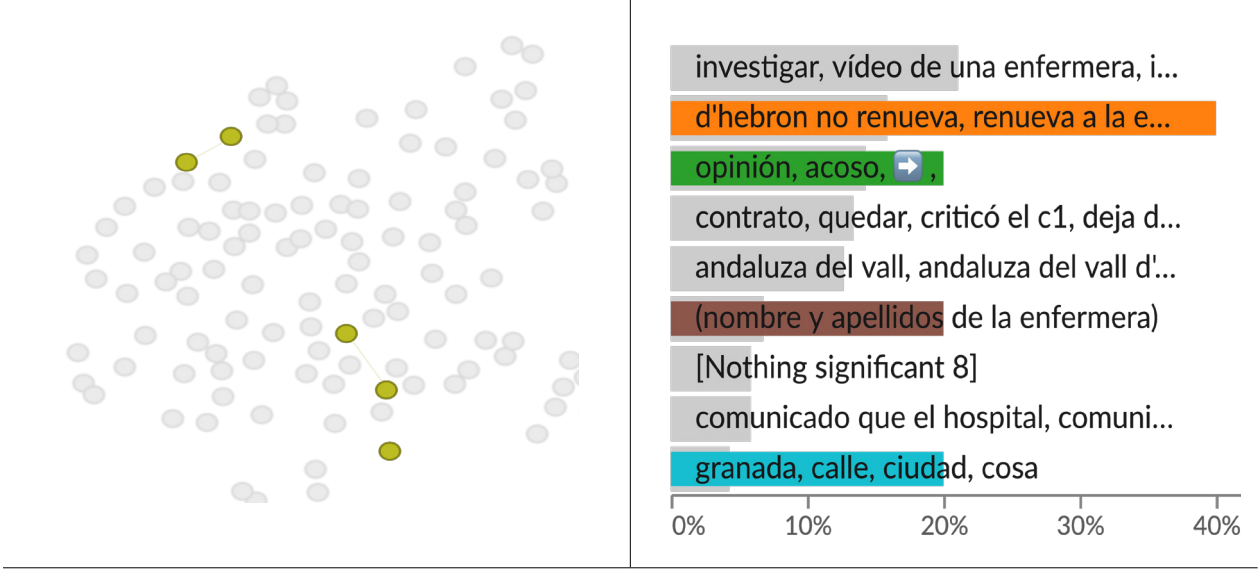 investigar, vídeo de una enfermera, i...
d'hebron no renueva, renueva a la e...
opinión, acoso, ➡️ ,
contrato, quedar, criticó el c1, deja d...
andaluza del vall, andaluza del vall d'...
(nombre y apellidos de la enfermera)
[Nothing significant 8]
comunicado que el hospital, comuni...
granada, calle, ciudad, cosa
0% 10% 20% 30% 40%